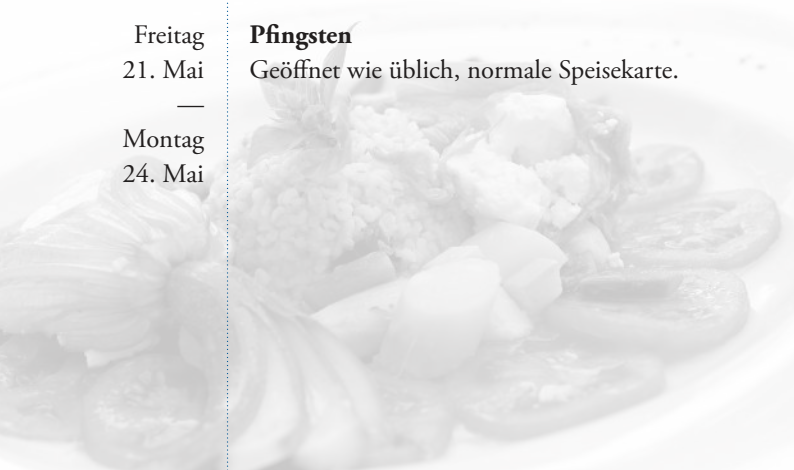 Freitag
21. Mai
—
Montag
24. Mai
Pfingsten
Geöffnet wie üblich, normale Speisekarte.